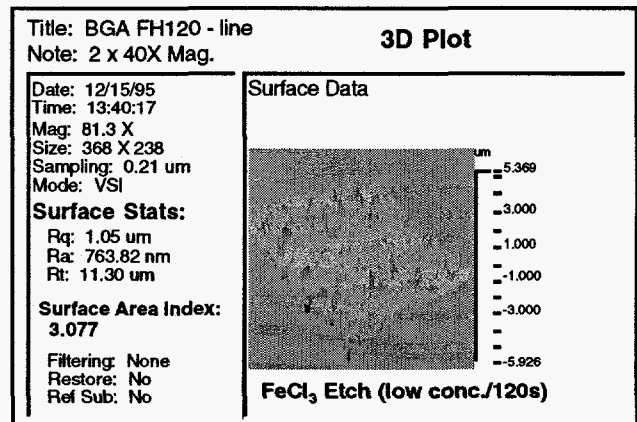 Title: BGA FH120 - line
Note: 2 x 40X Mag.
3D Plot
Date: 12/15/95
Time: 13:40:17
Mag: 81.3 X
Size: 368 X 238
Sampling: 0.21 um
Mode: VSI
Surface Stats:
Rq: 1.05 um
Ra: 763.82 nm
Rt: 11.30 um
Surface Area Index:
3.077
Filtering: None
Restore: No
Ref Sub: No
Surface Data
um
5.369
3.000
1.000
-1.000
-3.000
-5.926
FeCl₃ Etch (low conc./120s)